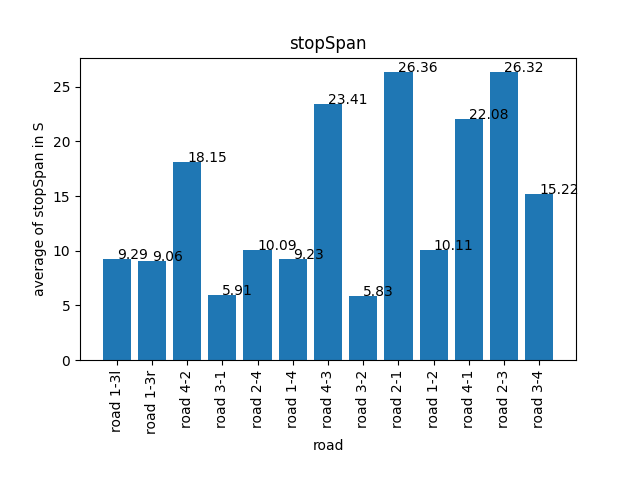 stopSpan
average of stopSpan in S
25
20
15
10
5
0
9.29
9.06
18.15
5.91
10.09
9.23
23.41
5.83
26.36
10.11
22.08
26.32
15.22
road 1-3l
road 1-3r
road 4-2
road 3-1
road 2-4
road 1-4
road 4-3
road 3-2
road 2-1
road 1-2
road 4-1
road 2-3
road 3-4
road